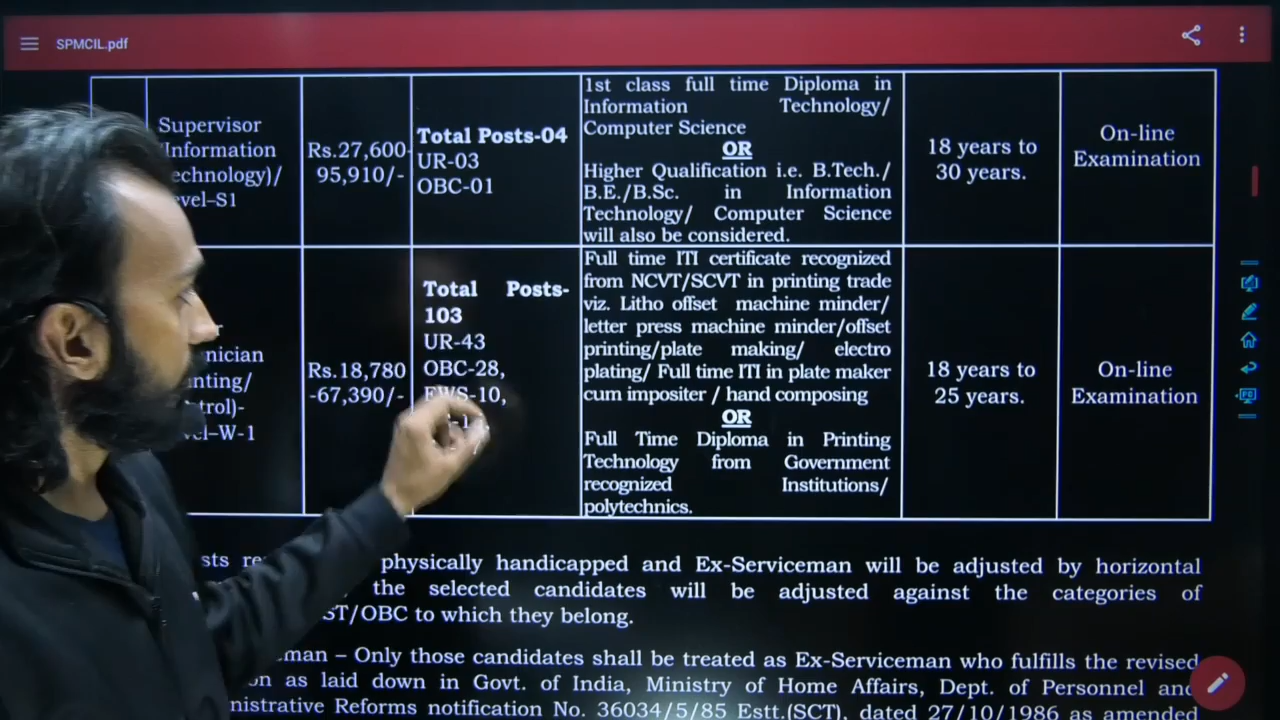 SPMCIL.pdf
Supervisor
Information
echnology)/
evel–S1
Rs.27,600-
95,910/-
Total Posts-04
UR-03
OBC-01
1st class full time Diploma in
Information Technology/
Computer Science
OR
Higher Qualification i.e. B.Tech./
B.E./B.Sc. in Information
Technology/ Computer Science
will also be considered.
18 years to
30 years.
On-line
Examination
nician
nting/
trol)-
vel–W-1
Rs.18,780
-67,390/-
Total Posts-
103
UR-43
OBC-28,
EWS-10,
Full time ITI certificate recognized
from NCVT/SCVT in printing trade
viz. Litho offset machine minder/
letter press machine minder/offset
printing/plate making/ electro
plating/ Full time ITI in plate maker
cum impositer / hand composing
OR
Full Time Diploma in Printing
Technology from Government
recognized Institutions/
polytechnics.
18 years to
25 years.
On-line
Examination
sts re physically handicapped and Ex-Serviceman will be adjusted by horizontal
the selected candidates will be adjusted against the categories of
ST/OBC to which they belong.
eman – Only those candidates shall be treated as Ex-Serviceman who fulfills the revised
on as laid down in Govt. of India, Ministry of Home Affairs, Dept. of Personnel and
nistrative Reforms notification No. 36034/5/85 Estt.(SCT), dated 27/10/1986 as amended